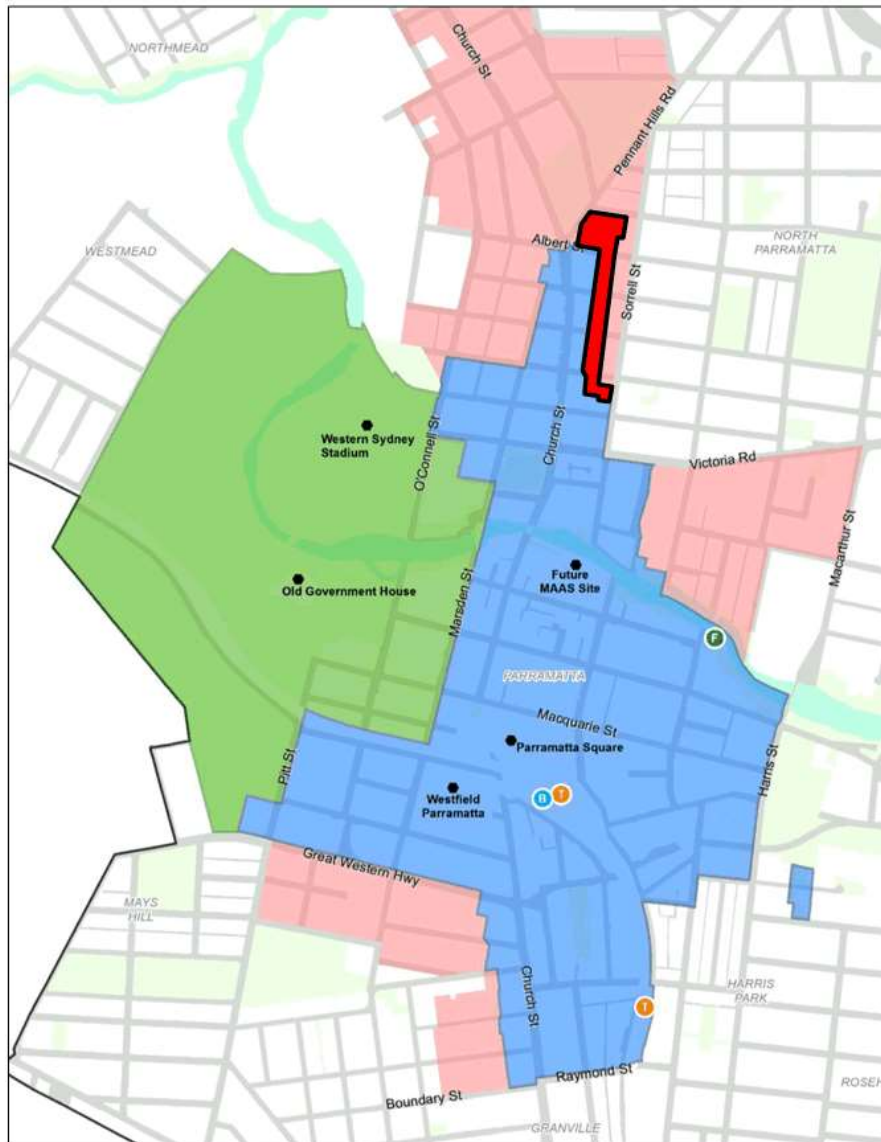 NORTHMEAD
Church St
Pennant Hills Rd
WESTMEAD
Albert St
NORTH
PARRAMATTA
Sorrell St
Western Sydney
Stadium
O'Connell St
Church St
Victoria Rd
Macarthur St
Old Government House
Future
MAAS Site
Marsden St
F
PARRAMATTA
Macquarie St
Parramatta Square
Pitt St
Harris St
Westfield
Parramatta
B
T
Great Western Hwy
MAYS
HILL
Church St
HARRIS
PARK
T
Raymond St
Boundary St
ROSEH
GRANVILLE